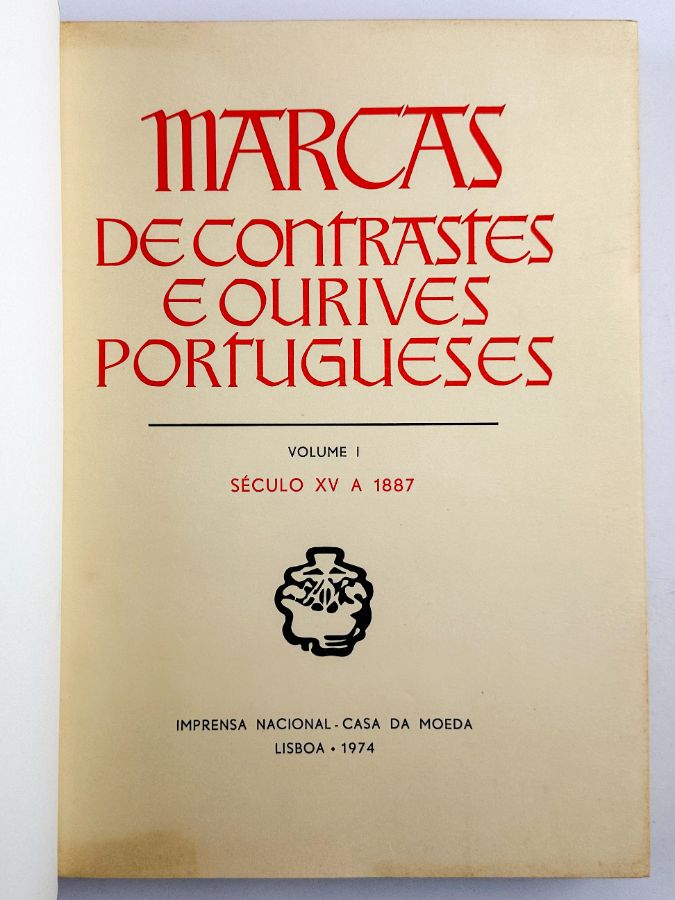 MARCAS
DE CONTRASTES
E OURIVES
PORTUGUESES
VOLUME I
SÉCULO XV A 1887
IMPRENSA NACIONAL - CASA DA MOEDA
LISBOA • 1974